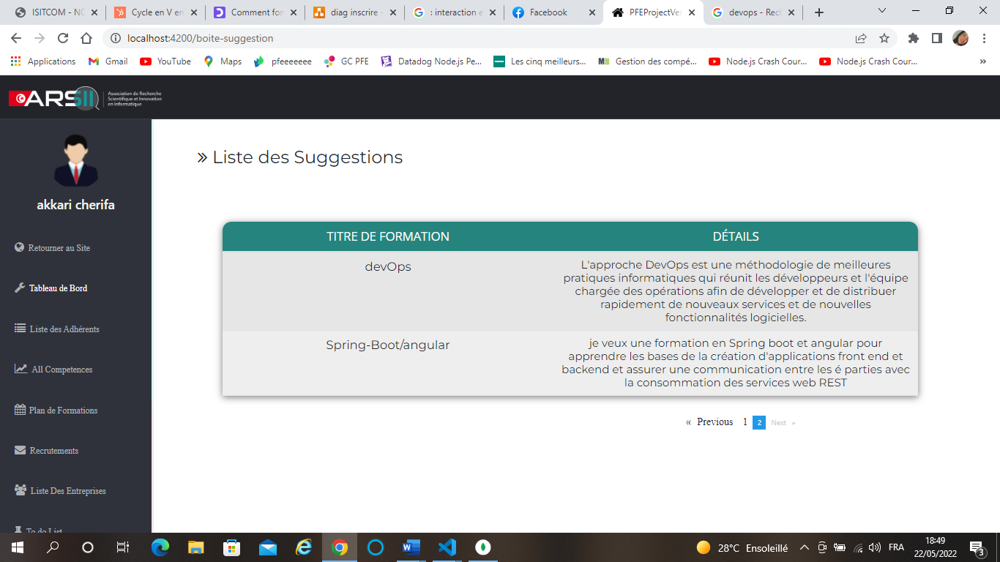 ISITCOM - NC
Cycle en V en
Comment fon
diag inscrire -
: interaction e
Facebook
PFEProjectVer
devops - Rech
localhost:4200/boite-suggestion
Applications
Gmail
YouTube
Maps
pfeeeeeee
GC PFE
Datadog Node.js Pe...
Les cinq meilleurs...
Gestion des compé...
Node.js Crash Cour...
Node.js Crash Cour...
»
ARSII
Association de Recherche
Scientifique et Innovation
en Informatique
akkari cherifa
Retourner au Site
Tableau de Bord
Liste des Adhérents
All Competences
Plan de Formations
Recrutements
Liste Des Entreprises
To do List
» Liste des Suggestions
TITRE DE FORMATION
DÉTAILS
devOps
L'approche DevOps est une méthodologie de meilleures
pratiques informatiques qui réunit les développeurs et l'équipe
chargée des opérations afin de développer et de distribuer
rapidement de nouveaux services et de nouvelles
fonctionnalités logicielles.
Spring-Boot/angular
je veux une formation en Spring boot et angular pour
apprendre les bases de la création d'applications front end et
backend et assurer une communication entre les é parties avec
la consommation des services web REST
« Previous 1 2 Next »
28°C Ensoleillé
FRA
18:49
22/05/2022
3